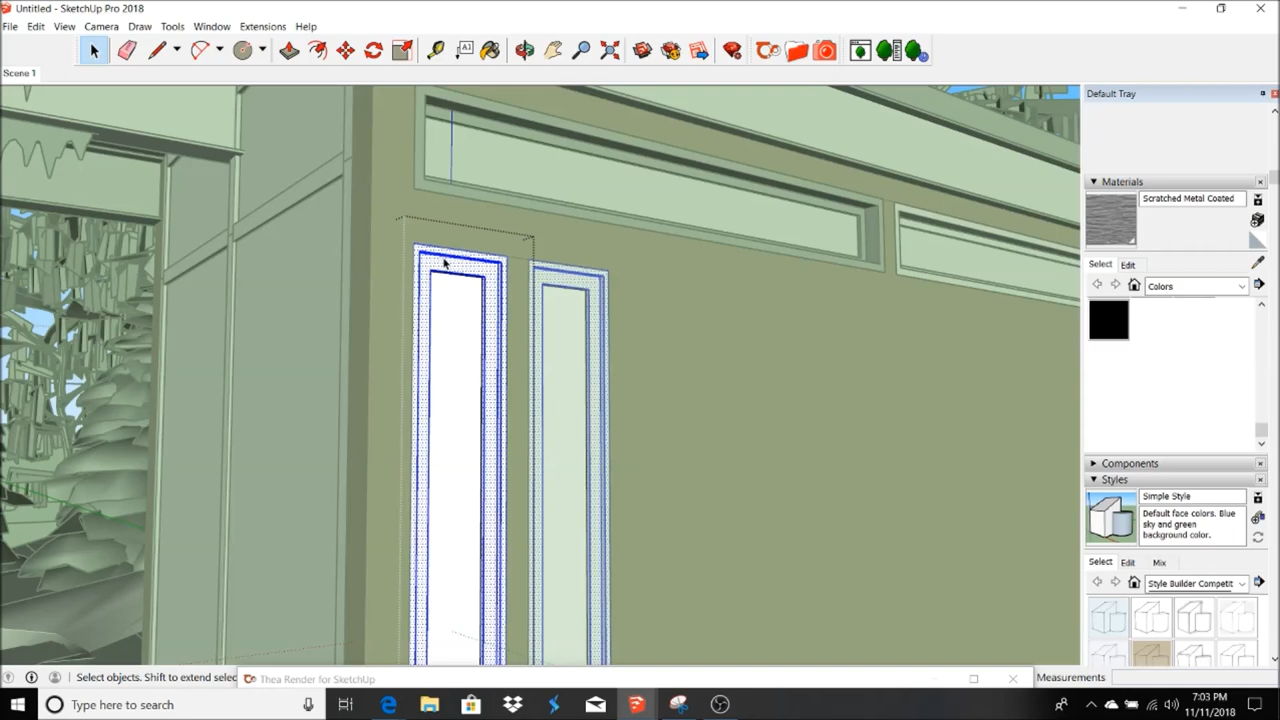 Untitled - SketchUp Pro 2018
File Edit View Camera Draw Tools Window Extensions Help
Scene 1
Default Tray
Materials
Scratched Metal Coated
Select Edit
Colors
Components
Styles
Simple Style
Default face colors. Blue
sky and green
background color.
Select Edit Mix
Style Builder Competit
Select objects. Shift to extend selec
Thea Render for SketchUp
Measurements
Type here to search
7:03 PM
11/11/2018